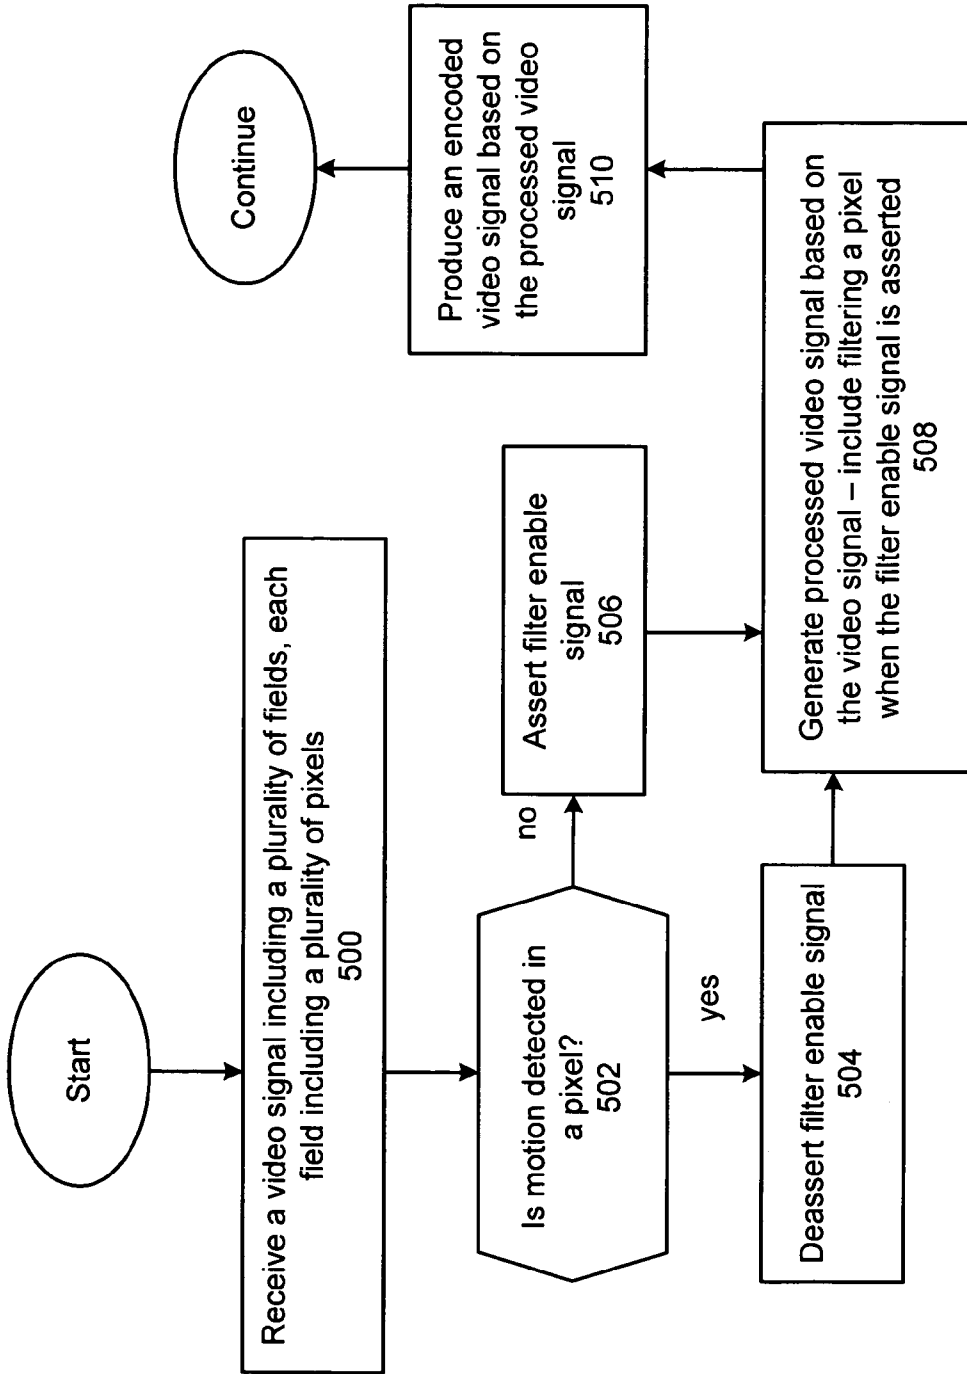 Start
Receive a video signal including a plurality of fields, each
field including a plurality of pixels
500
Is motion detected in
a pixel?
502
no
yes
Deassert filter enable signal
504
Assert filter enable
signal
506
Generate processed video signal based on
the video signal – include filtering a pixel
when the filter enable signal is asserted
508
Produce an encoded
video signal based on
the processed video
signal
510
Continue